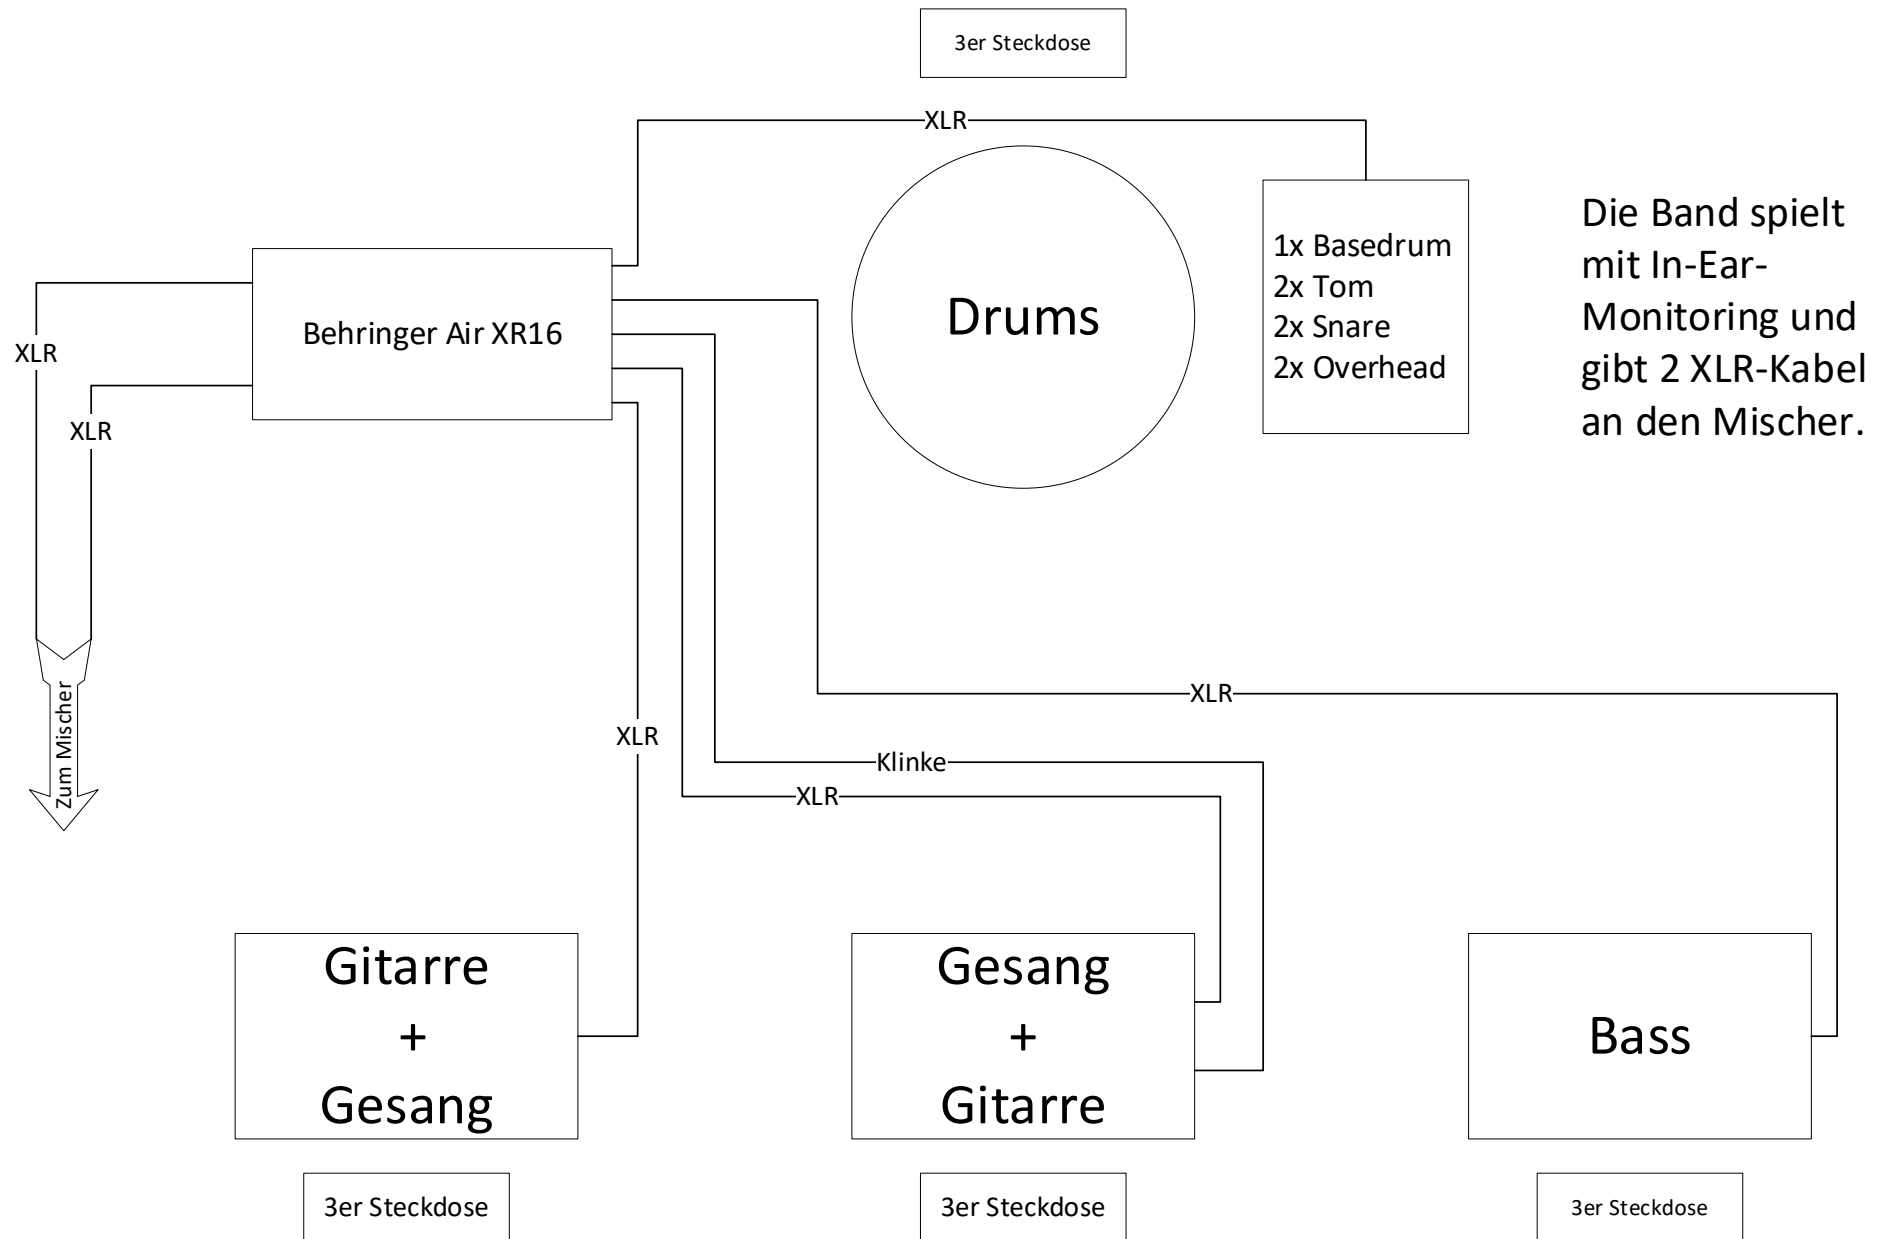 3er Steckdose
XLR
Die Band spielt
mit In-Ear-
Monitoring und
gibt 2 XLR-Kabel
an den Mischer.
1x Basedrum
2x Tom
2x Snare
2x Overhead
Drums
Behringer Air XR16
XLR
XLR
Zum Mischer
XLR
XLR
Klinke
XLR
Gitarre
+
Gesang
Gesang
+
Gitarre
Bass
3er Steckdose
3er Steckdose
3er Steckdose